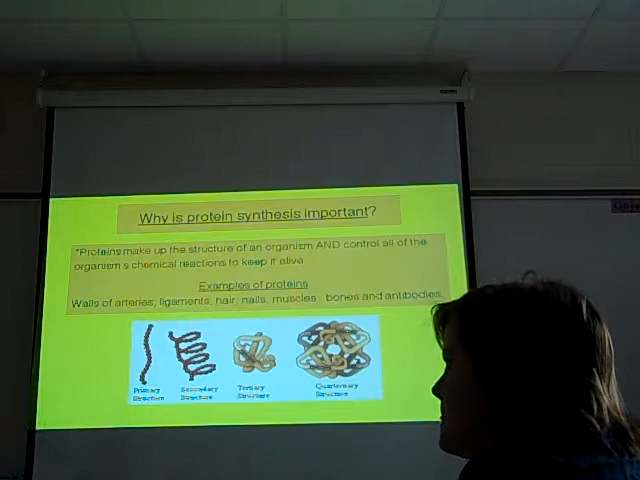 Why is protein synthesis important?
*Proteins make up the structure of an organism AND control all of the
organism's chemical reactions to keep it alive
Examples of proteins
Walls of arteries, ligaments, hair, nails, muscles, bones and antibodies.
Primary
Structure
Secondary
Structure
Tertiary
Structure
Quarternary
Structure